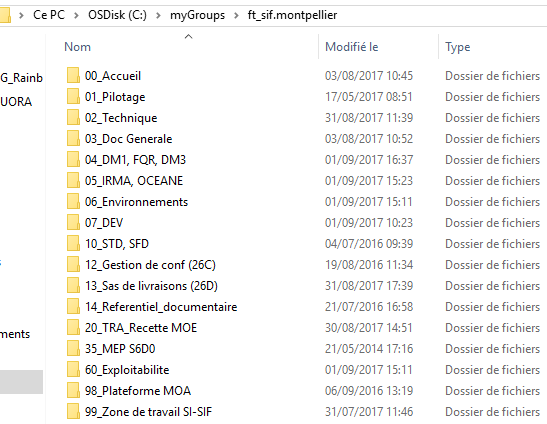 Ce PC > OSDisk (C:) > myGroups > ft_sif.montpellier
Nom Modifié le Type
G_Rainb
UORA
ments
00_Accueil 03/08/2017 10:45 Dossier de fichiers
01_Pilotage 17/05/2017 08:51 Dossier de fichiers
02_Technique 31/08/2017 11:39 Dossier de fichiers
03_Doc Generale 03/08/2017 10:52 Dossier de fichiers
04_DM1, FQR, DM3 01/09/2017 16:37 Dossier de fichiers
05_IRMA, OCEANE 01/09/2017 15:23 Dossier de fichiers
06_Environnements 01/09/2017 15:11 Dossier de fichiers
07_DEV 01/09/2017 10:23 Dossier de fichiers
10_STD, SFD 04/07/2016 09:39 Dossier de fichiers
12_Gestion de conf (26C) 19/08/2016 11:34 Dossier de fichiers
13_Sas de livraisons (26D) 31/08/2017 17:39 Dossier de fichiers
14_Referentiel_documentaire 21/07/2016 16:58 Dossier de fichiers
20_TRA_Recette MOE 30/08/2017 14:51 Dossier de fichiers
35_MEP S6D0 21/05/2014 17:16 Dossier de fichiers
60_Exploitabilite 01/09/2017 15:11 Dossier de fichiers
98_Plateforme MOA 06/09/2016 13:19 Dossier de fichiers
99_Zone de travail SI-SIF 31/07/2017 11:46 Dossier de fichiers